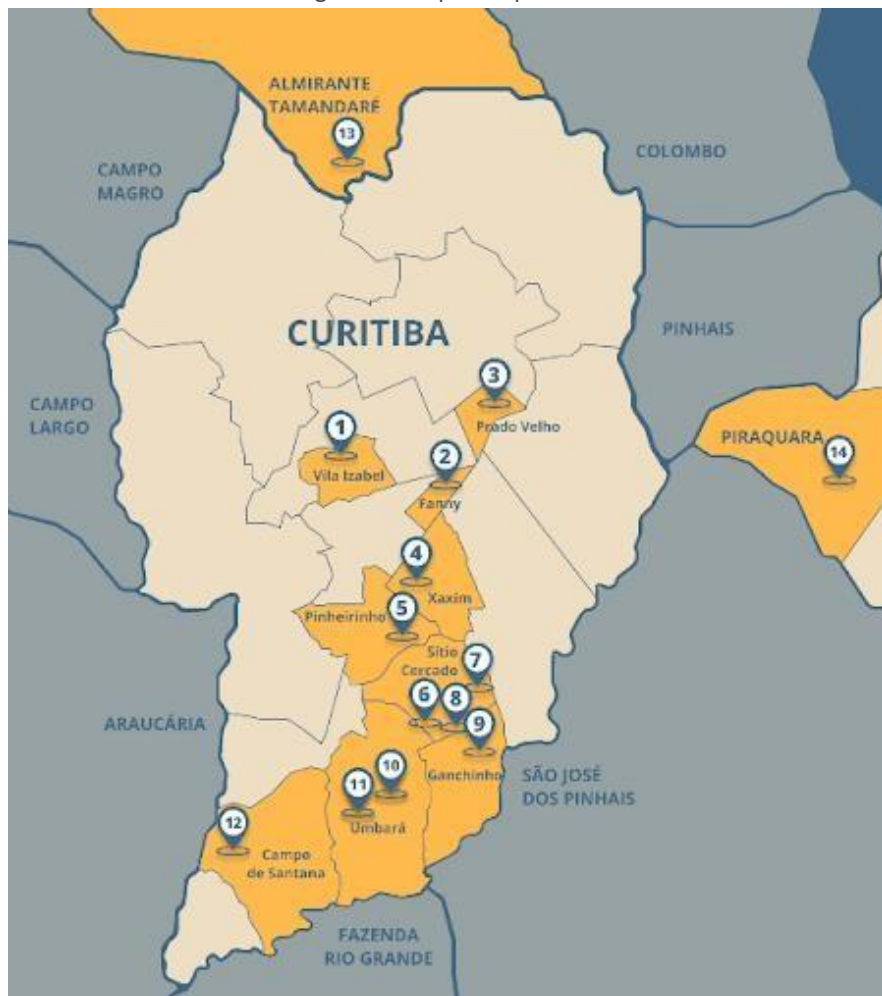 ALMIRANTE
TAMANDARÉ
13
CAMPO
MAGRO
COLOMBO
CURITIBA
PINHAIS
3
Prado Velho
CAMPO
LARGO
1
Vila Izabel
2
Fanny
PIRAQUARA
14
4
Xaxim
Pinheirinho
5
Sítio
Cercado
7
6
8
9
ARAUCÁRIA
Ganchinho
SÃO JOSÉ
DOS PINHAIS
10
11
Umbará
12
Campo
de Santana
FAZENDA
RIO GRANDE